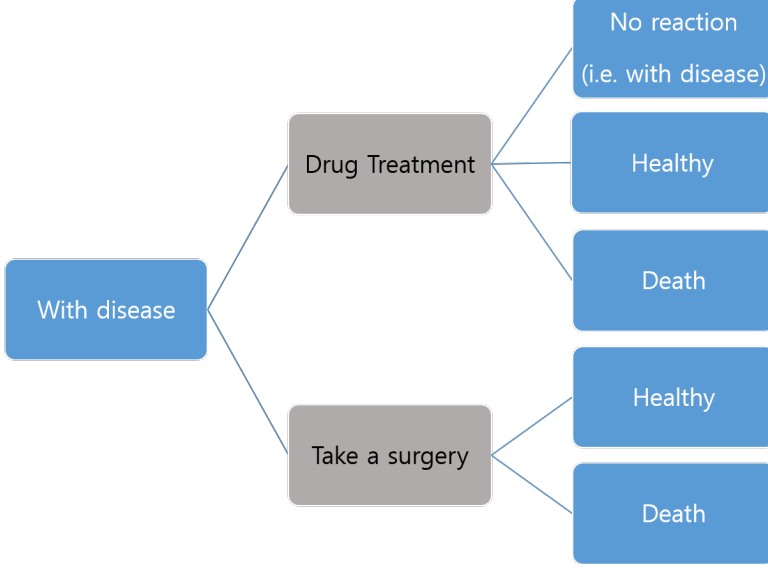 No reaction
(i.e. with disease)
Drug Treatment
Healthy
Death
With disease
Healthy
Take a surgery
Death